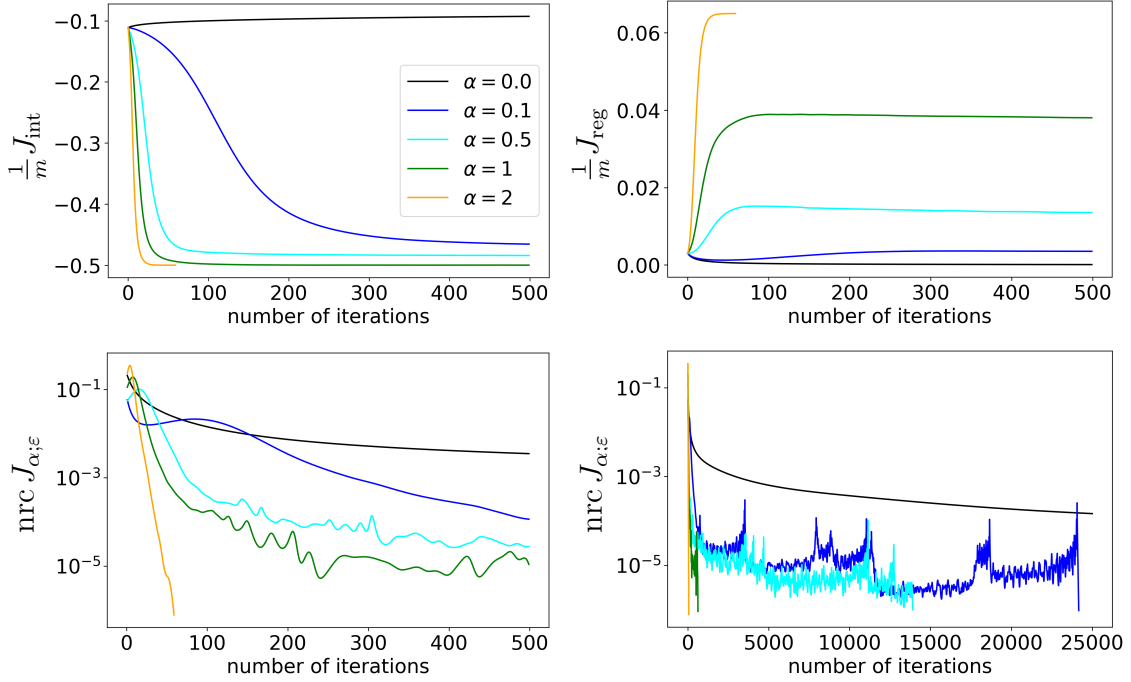 −0.1
−0.2
−0.3
−0.4
−0.5
1/m J_int
0 100 200 300 400 500
number of iterations
α = 0.0
α = 0.1
α = 0.5
α = 1
α = 2
0.06
0.04
0.02
0.00
1/m J_reg
0 100 200 300 400 500
number of iterations
10^−1
10^−3
10^−5
nrc J_α;ε
0 100 200 300 400 500
number of iterations
10^−1
10^−3
10^−5
nrc J_α;ε
0 5000 10000 15000 20000 25000
number of iterations